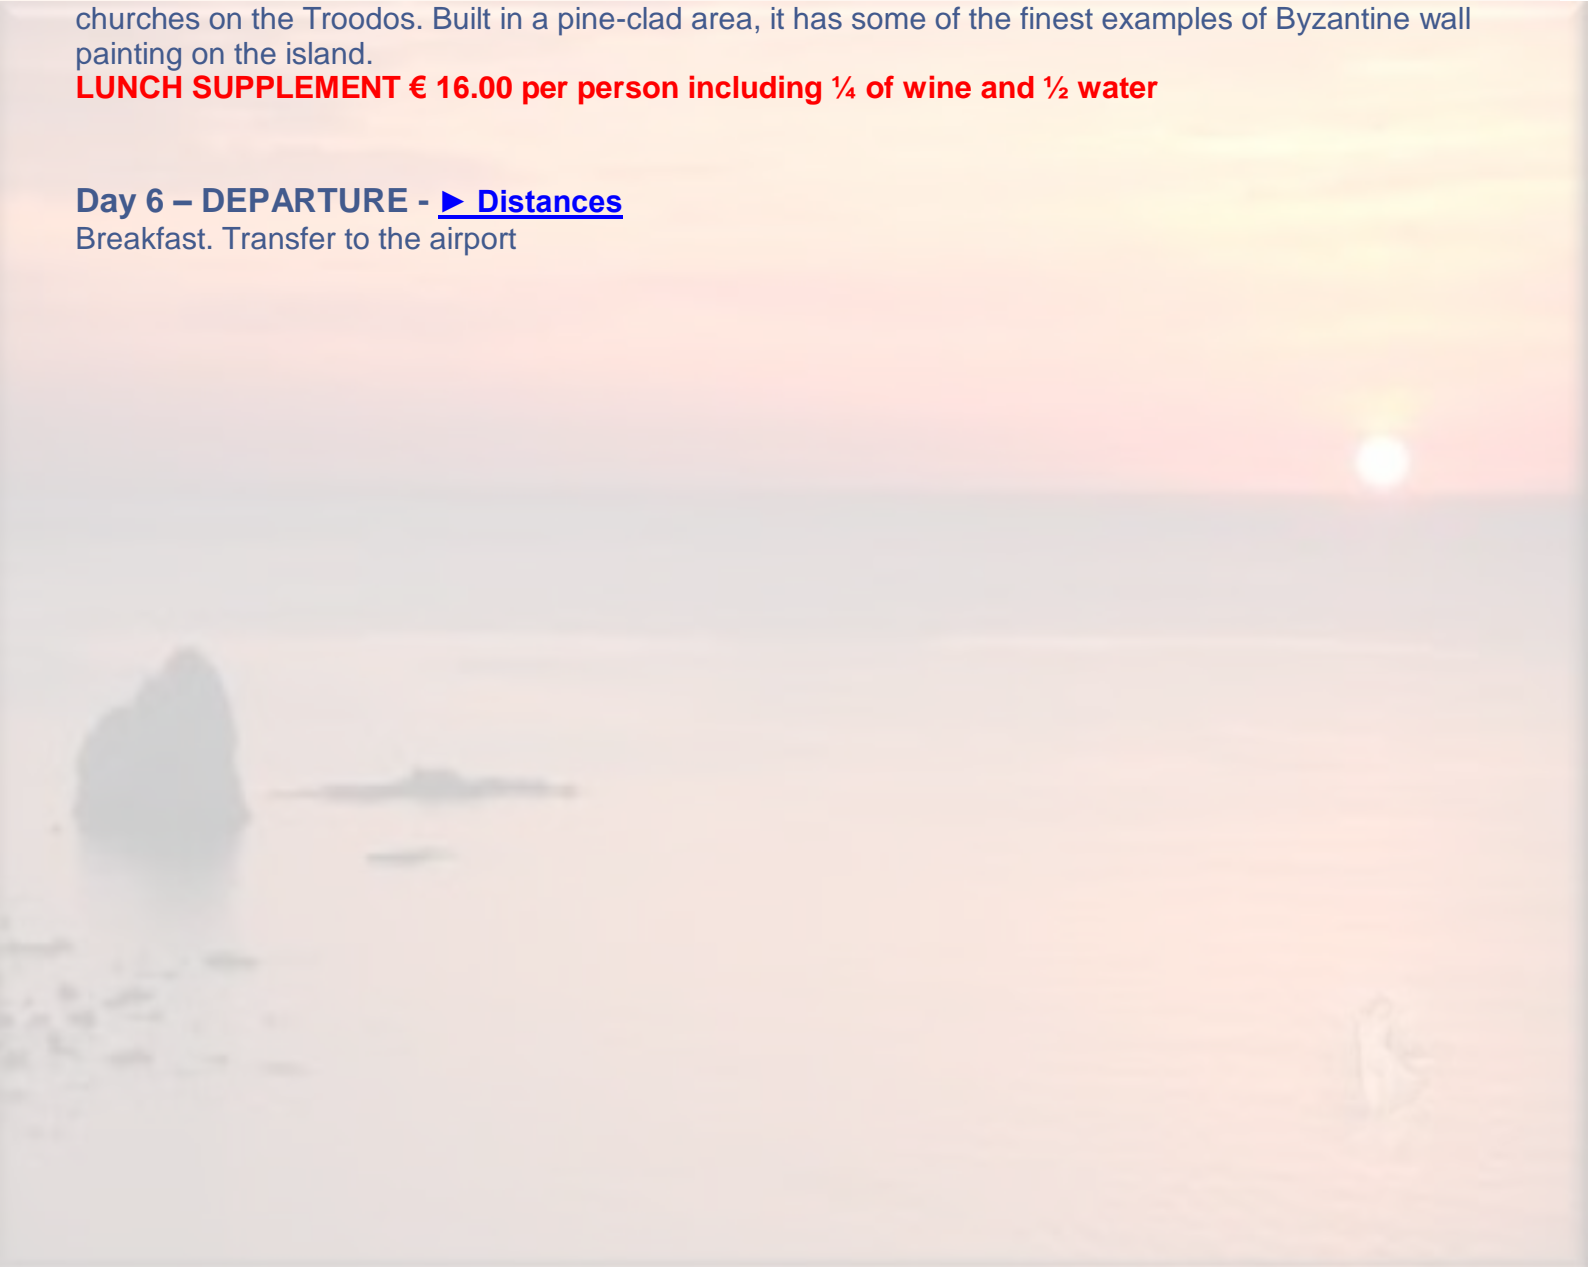 churches on the Troodos. Built in a pine-clad area, it has some of the finest examples of Byzantine wall
painting on the island.
LUNCH SUPPLEMENT € 16.00 per person including ¼ of wine and ½ water
Day 6 – DEPARTURE - ► Distances
Breakfast. Transfer to the airport